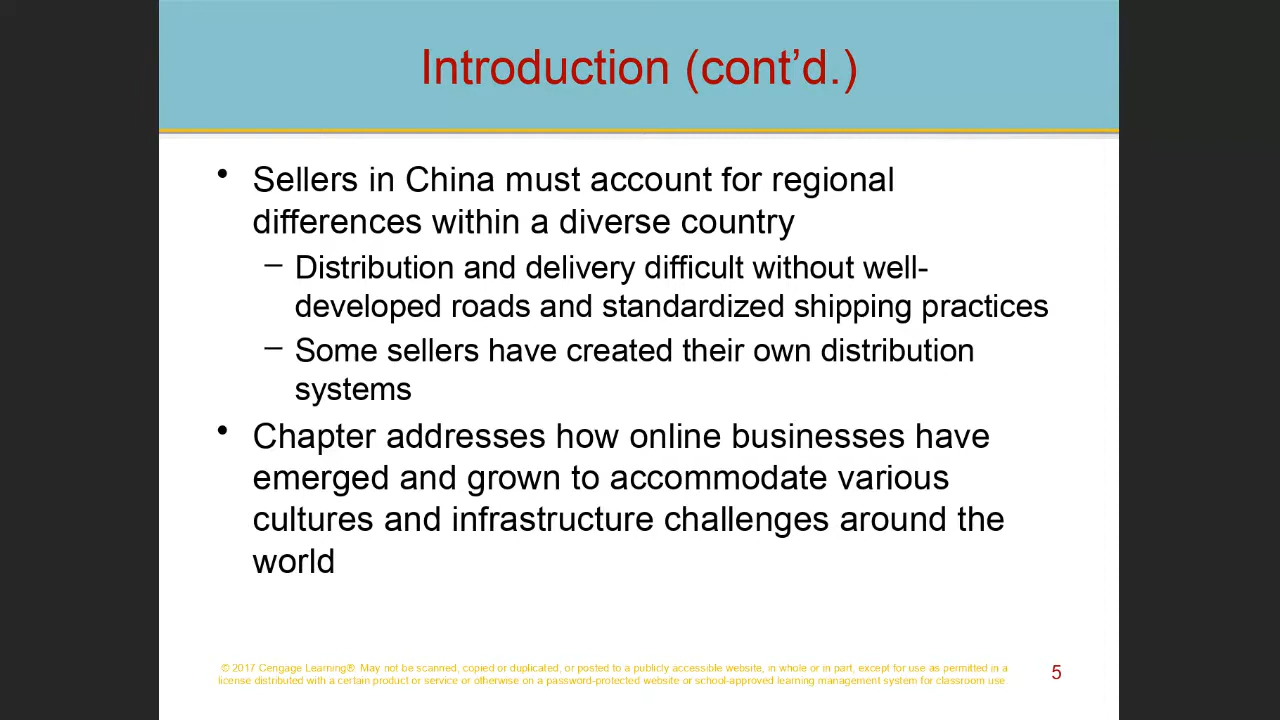 Introduction (cont’d.)
• Sellers in China must account for regional
differences within a diverse country
– Distribution and delivery difficult without well-
developed roads and standardized shipping practices
– Some sellers have created their own distribution
systems
• Chapter addresses how online businesses have
emerged and grown to accommodate various
cultures and infrastructure challenges around the
world
© 2017 Cengage Learning®. May not be scanned, copied or duplicated, or posted to a publicly accessible website, in whole or in part, except for use as permitted in a
license distributed with a certain product or service or otherwise on a password-protected website or school-approved learning management system for classroom use.
5